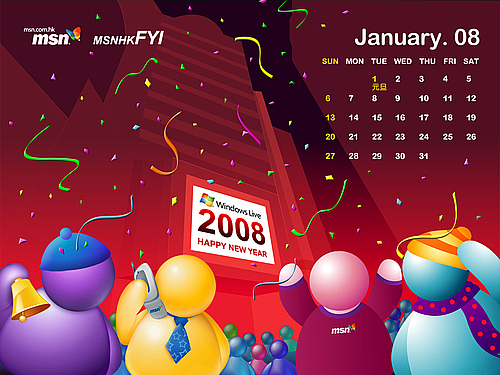 msn.com.hk
msn
MSNHKFYI
January. 08
SUN MON TUE WED THU FRI SAT
1 2 3 4 5
元旦
6 7 8 9 10 11 12
13 14 15 16 17 18 19
20 21 22 23 24 25 26
27 28 29 30 31
Windows Live
2008
HAPPY NEW YEAR
msn